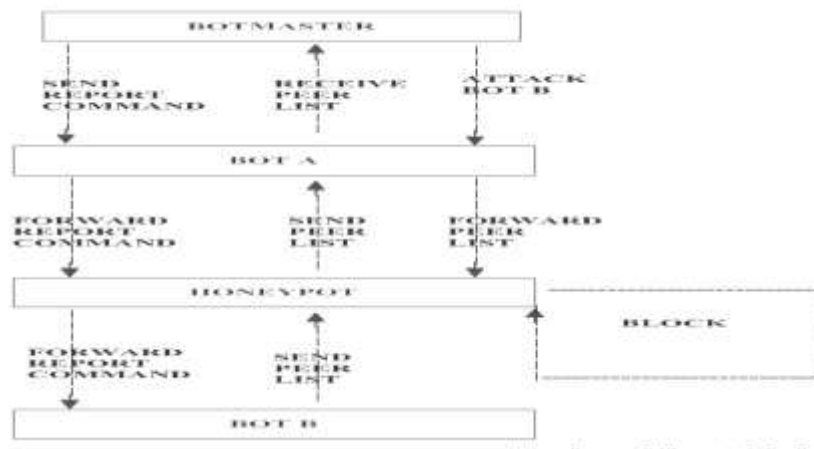 BOTMASTER
SEND
REPORT
COMMAND
RECEIVE
PEER
LIST
ATTACK
BOT B
BOT A
FORWARD
REPORT
COMMAND
SEND
PEER
LIST
FORWARD
PEER
LIST
HONEYPOT
BLOCK
FORWARD
REPORT
COMMAND
SEND
PEER
LIST
BOT B